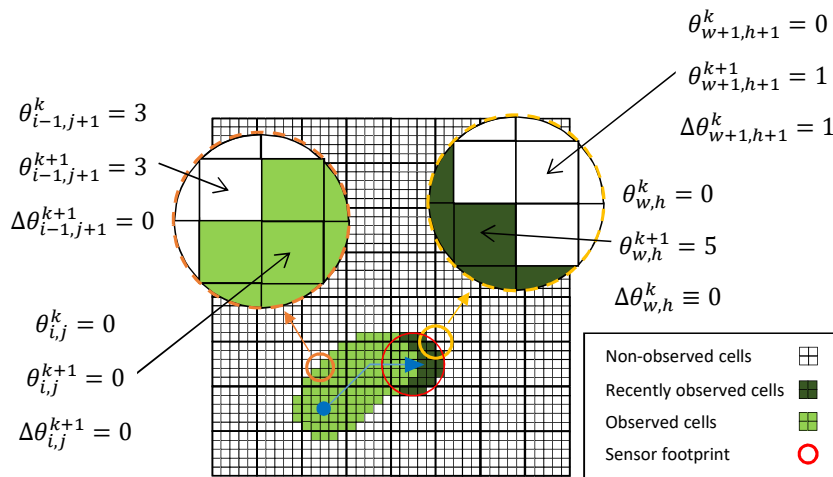 θ^k_{w+1,h+1} = 0
θ^{k+1}_{w+1,h+1} = 1
Δθ^k_{w+1,h+1} = 1
θ^k_{i-1,j+1} = 3
θ^{k+1}_{i-1,j+1} = 3
Δθ^{k+1}_{i-1,j+1} = 0
θ^k_{w,h} = 0
θ^{k+1}_{w,h} = 5
Δθ^k_{w,h} ≡ 0
θ^k_{i,j} = 0
θ^{k+1}_{i,j} = 0
Δθ^{k+1}_{i,j} = 0
Non-observed cells
Recently observed cells
Observed cells
Sensor footprint